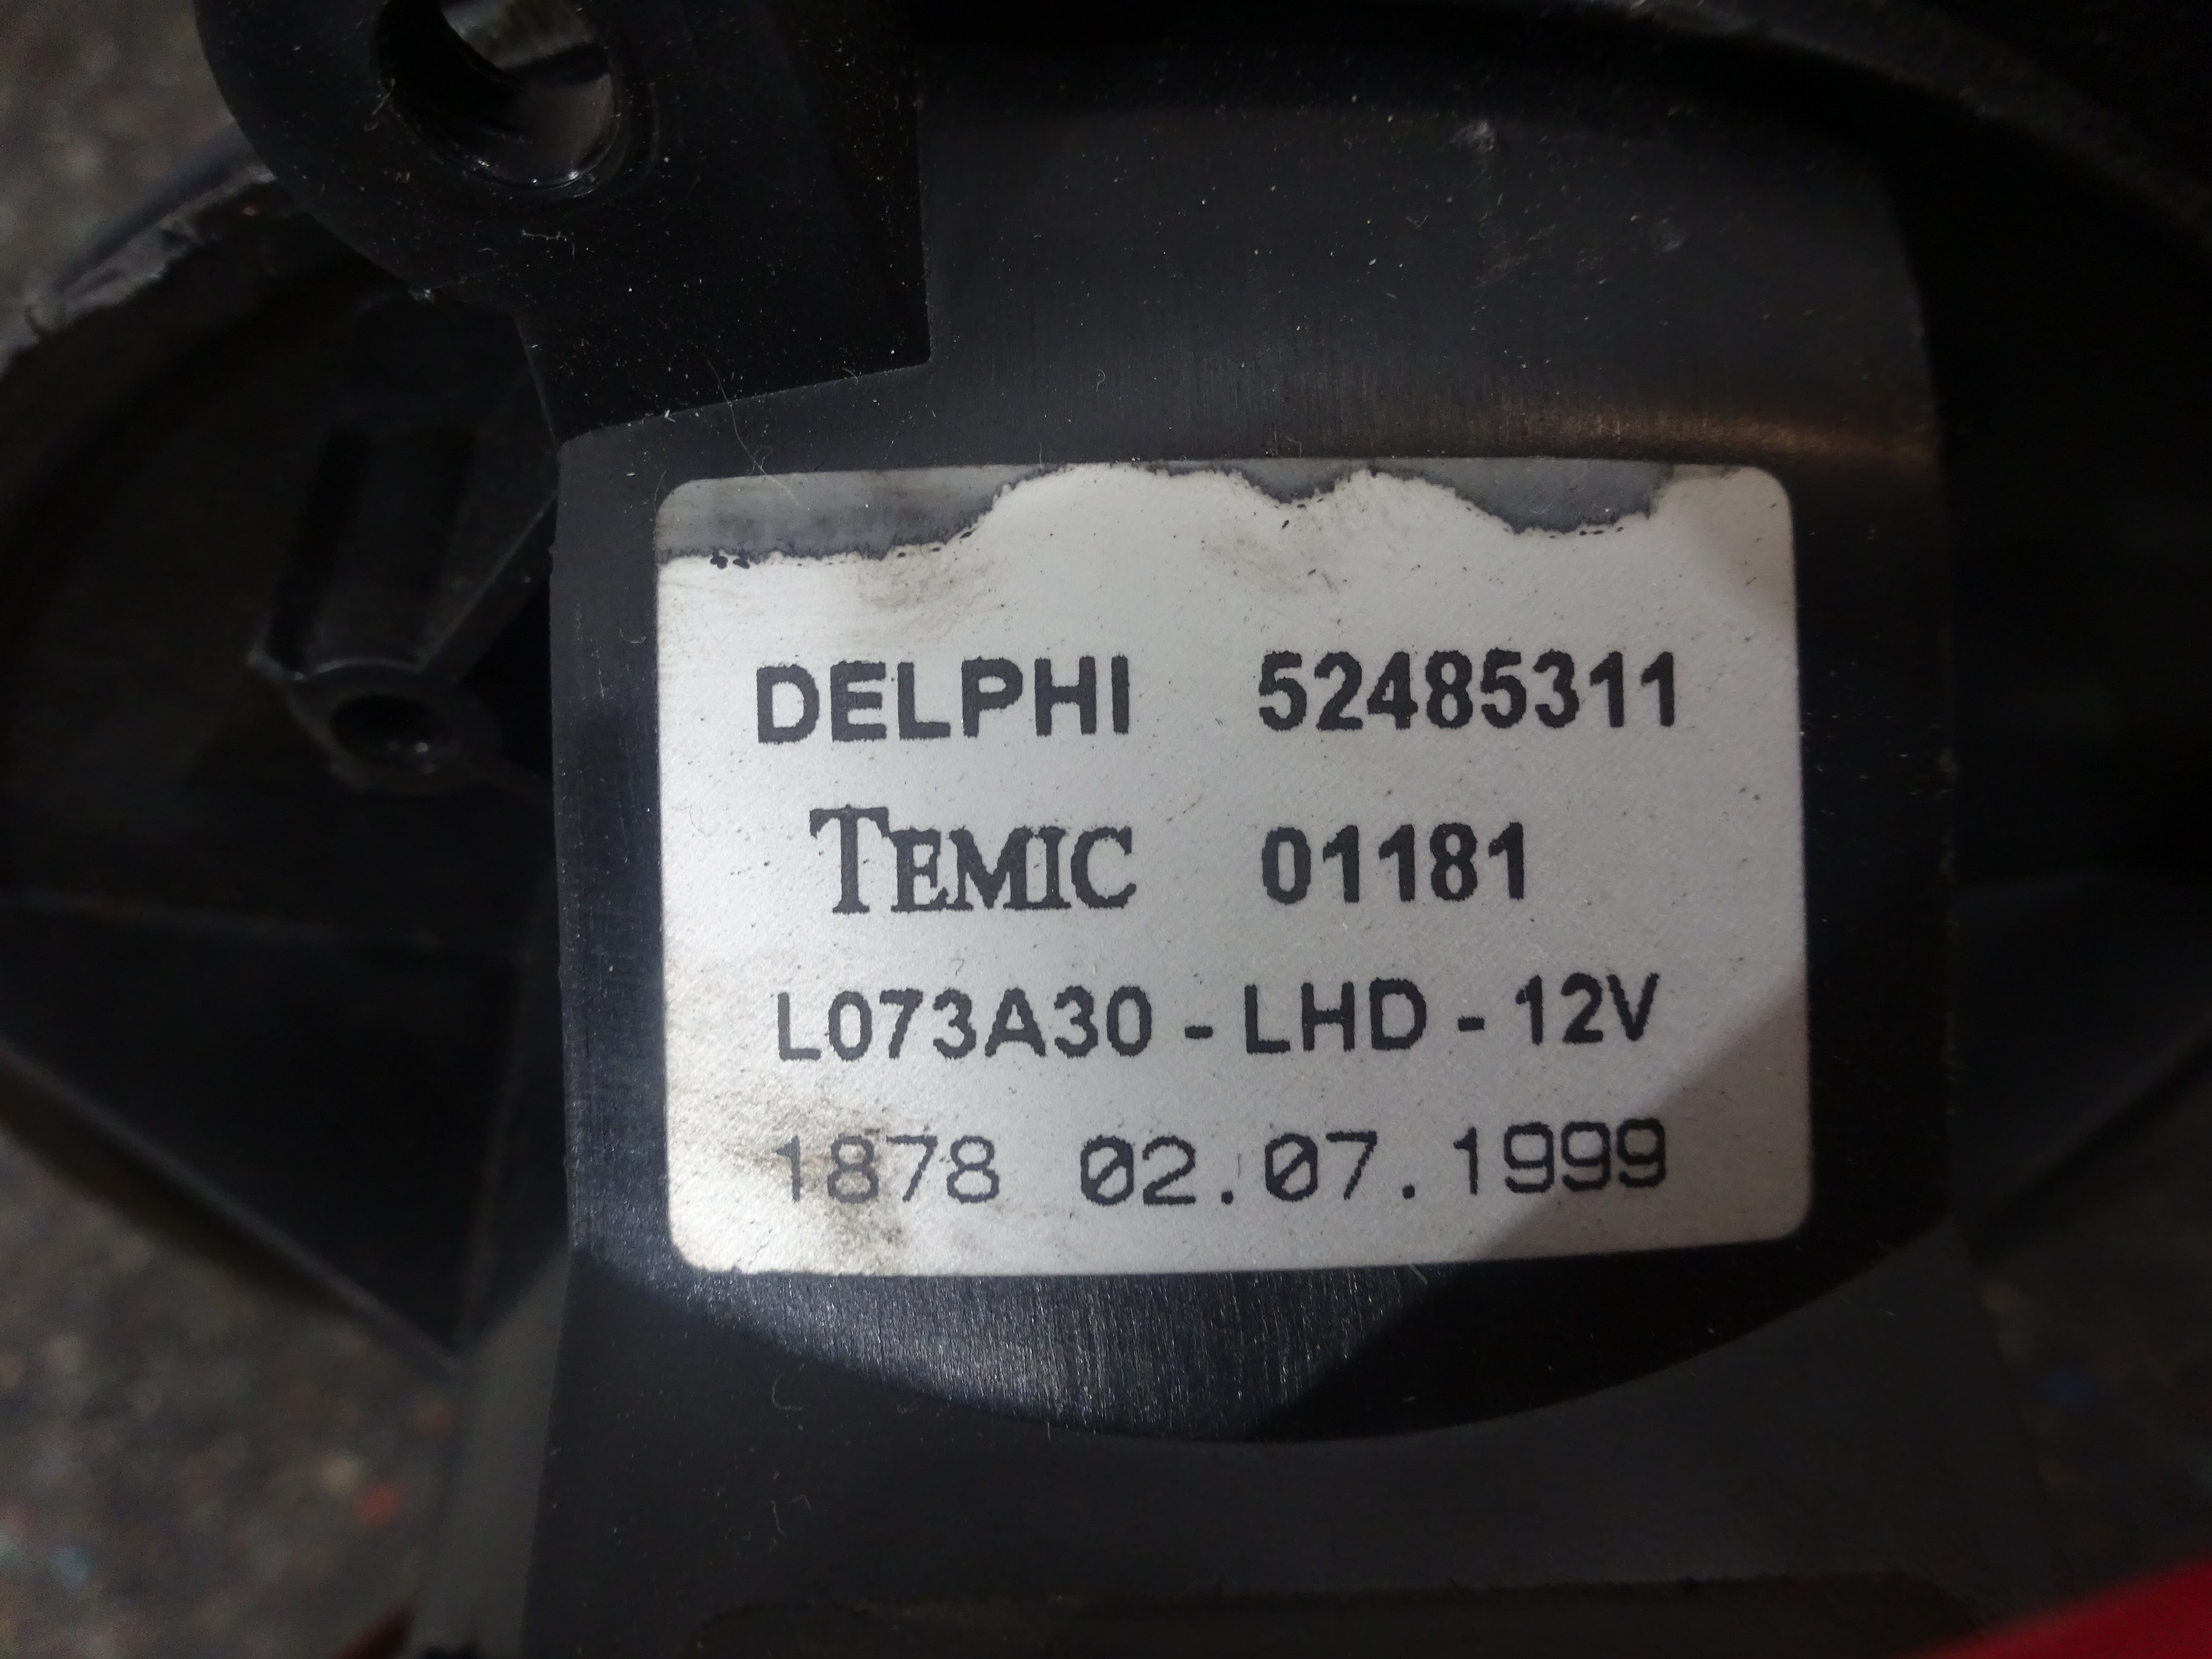 DELPHI 52485311
TEMIC 01181
L073A30 - LHD - 12V
1878 02.07.1999